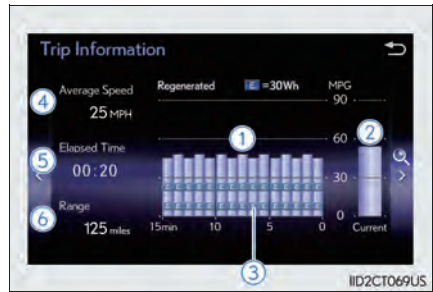 Trip Information
Average Speed
25 MPH
Elapsed Time
00:20
Range
125 miles
Regenerated
E =30Wh
MPG
90
60
30
0
15min 10 5 0 Current
1
2
3
4
5
6
IID2CT069US